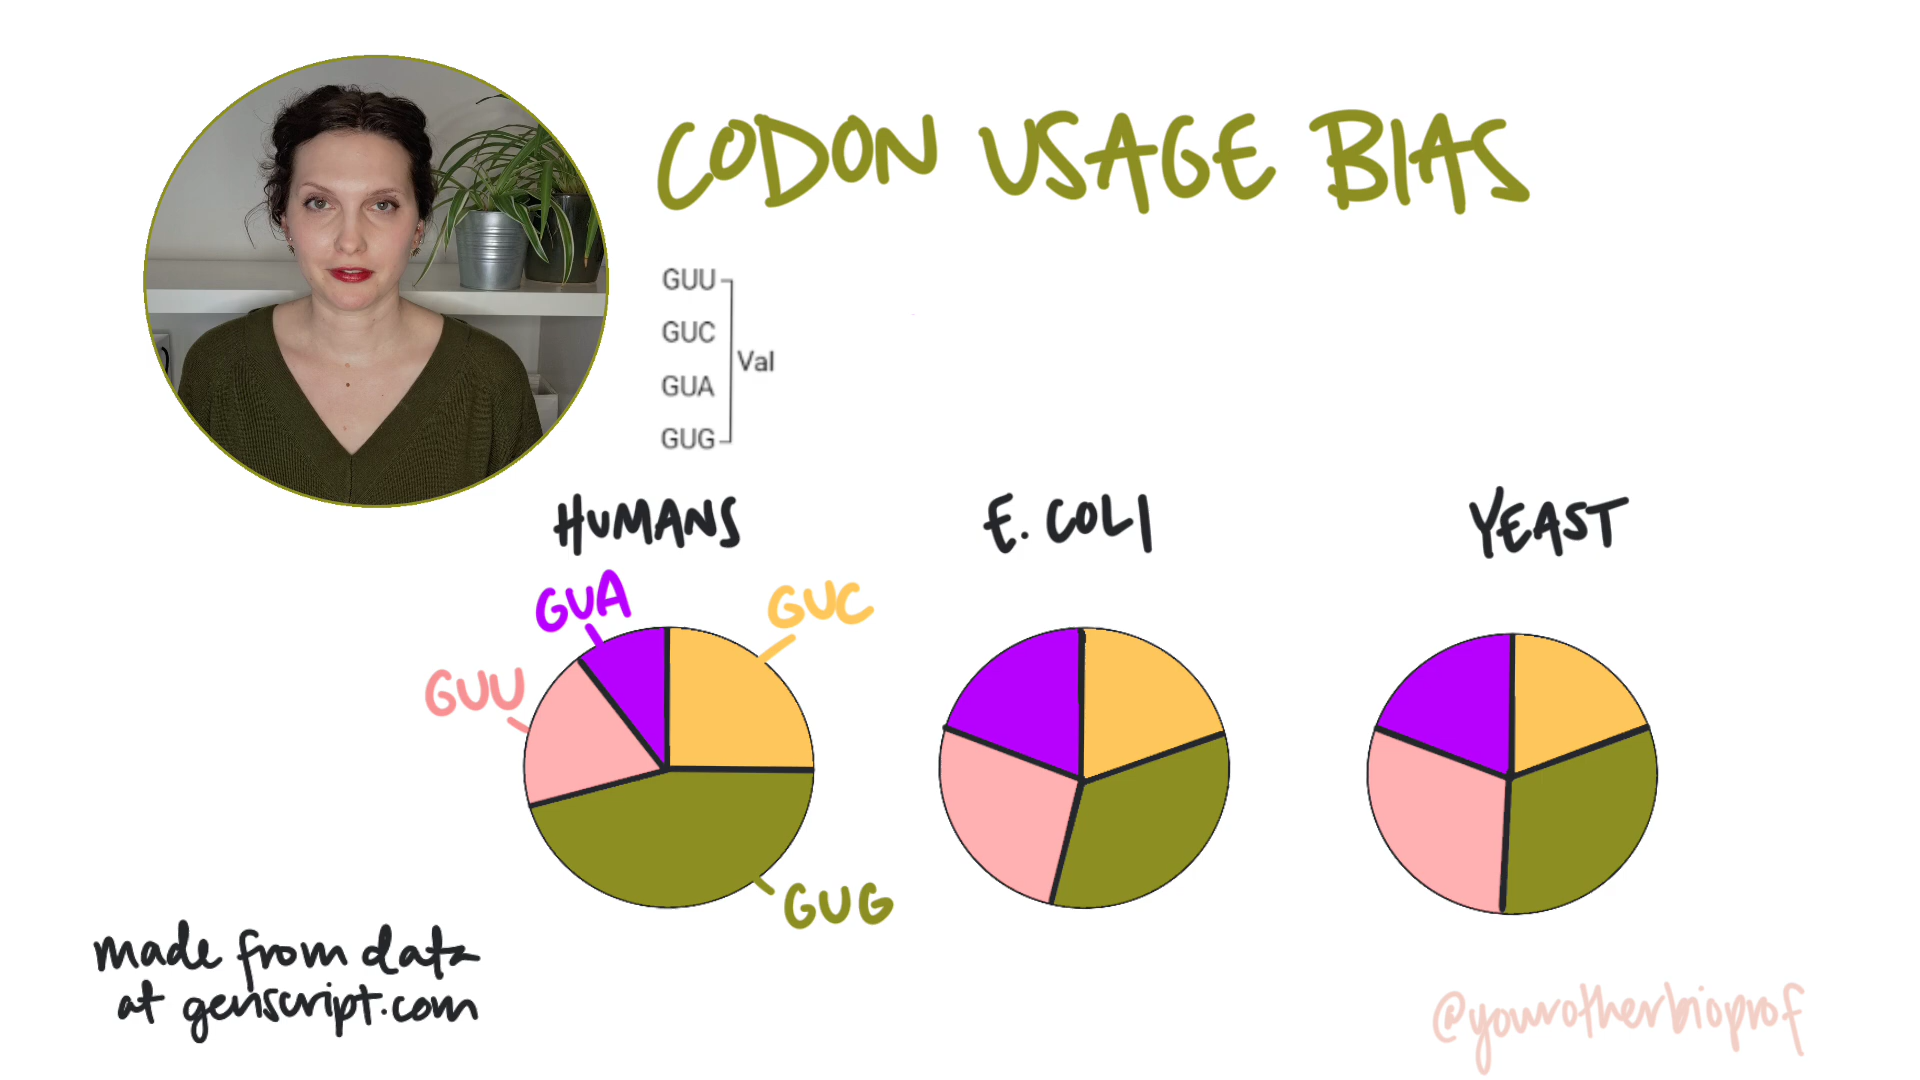 CODON USAGE BIAS
GUU
GUC
Val
GUA
GUG
HUMANS
E. COLI
YEAST
GUA
GUC
GUU
GUG
made from data
at genscript.com
@yourotherbioprof